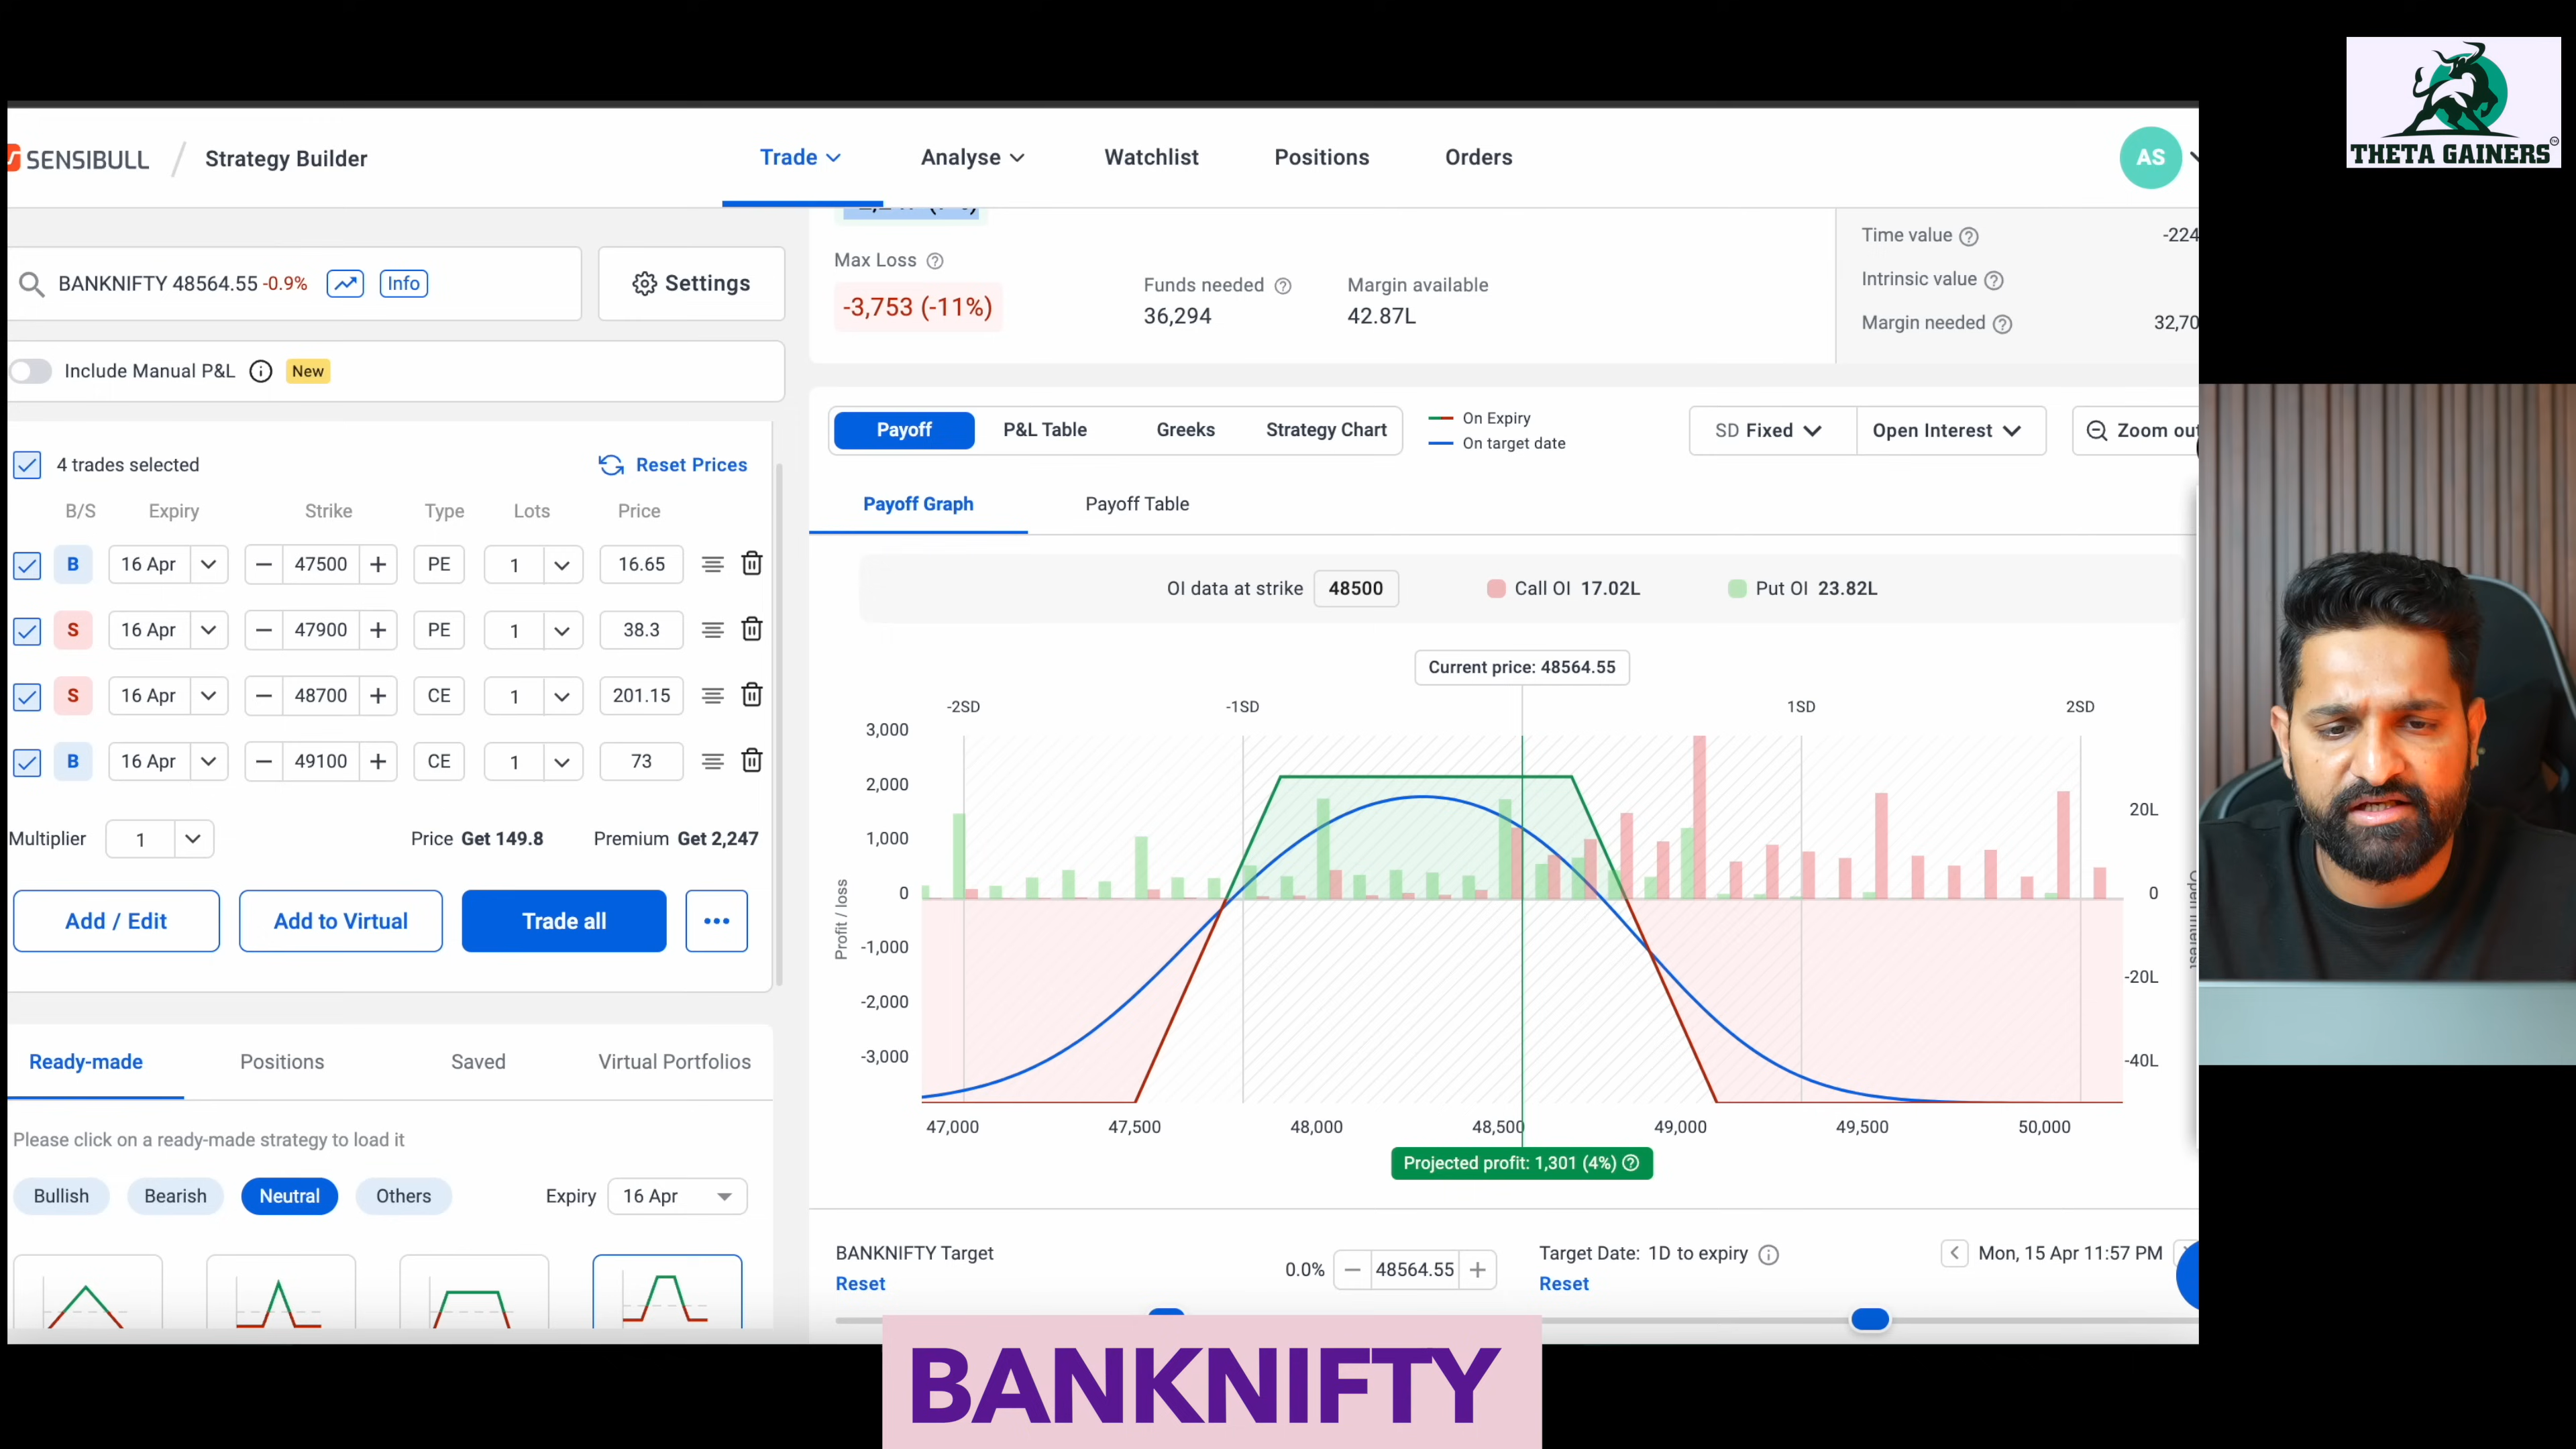 THETA GAINERS
SENSIBULL / Strategy Builder
Trade
Analyse
Watchlist
Positions
Orders
AS
BANKNIFTY 48564.55 -0.9%
Info
Settings
Include Manual P&L
New
4 trades selected
Reset Prices
B/S Expiry Strike Type Lots Price
B 16 Apr — 47500 + PE 1 16.65
S 16 Apr — 47900 + PE 1 38.3
S 16 Apr — 48700 + CE 1 201.15
B 16 Apr — 49100 + CE 1 73
Multiplier 1 Price Get 149.8 Premium Get 2,247
Add / Edit
Add to Virtual
Trade all
...
Ready-made
Positions
Saved
Virtual Portfolios
Please click on a ready-made strategy to load it
Bullish
Bearish
Neutral
Others
Expiry 16 Apr
Max Loss
-3,753 (-11%)
Funds needed
36,294
Margin available
42.87L
Time value -224
Intrinsic value
Margin needed 32,70
Payoff
P&L Table
Greeks
Strategy Chart
On Expiry
On target date
SD Fixed
Open Interest
Zoom out
Payoff Graph
Payoff Table
OI data at strike 48500
Call OI 17.02L
Put OI 23.82L
Current price: 48564.55
-2SD -1SD 1SD 2SD
3,000
2,000
1,000
0
-1,000
-2,000
-3,000
Profit / loss
20L
0
-20L
-40L
Open Interest
47,000 47,500 48,000 48,500 49,000 49,500 50,000
Projected profit: 1,301 (4%)
BANKNIFTY Target
Reset
0.0% — 48564.55 +
Target Date: 1D to expiry
Reset
Mon, 15 Apr 11:57 PM
BANKNIFTY